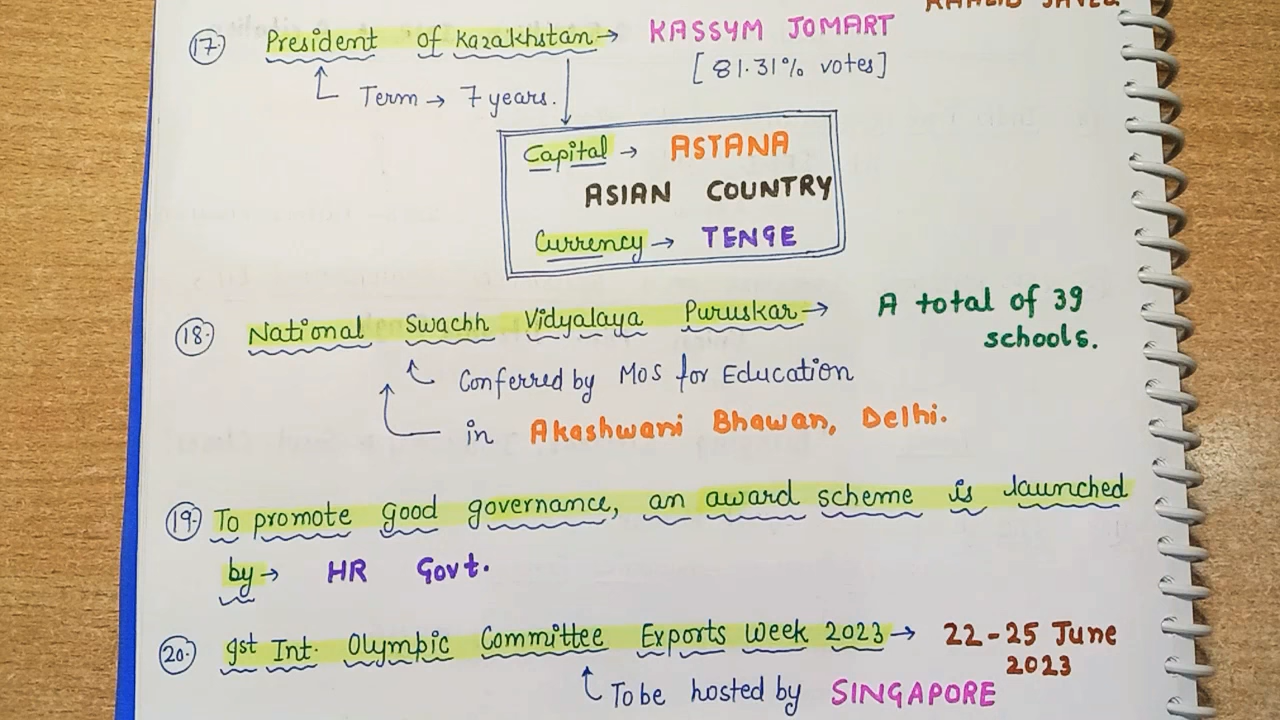 KHALID JAVED
17. President of Kazakhstan → KASSYM JOMART
[81.31% votes]
Term → 7 years.
Capital → ASTANA
ASIAN COUNTRY
Currency → TENGE
18. National Swachh Vidyalaya Puruskar → A total of 39
schools.
Conferred by MoS for Education
in Akashwani Bhawan, Delhi.
19. To promote good governance, an award scheme is launched
by → HR Govt.
20. 1st Int. Olympic Committee Exports Week 2023 → 22-25 June
2023
To be hosted by SINGAPORE